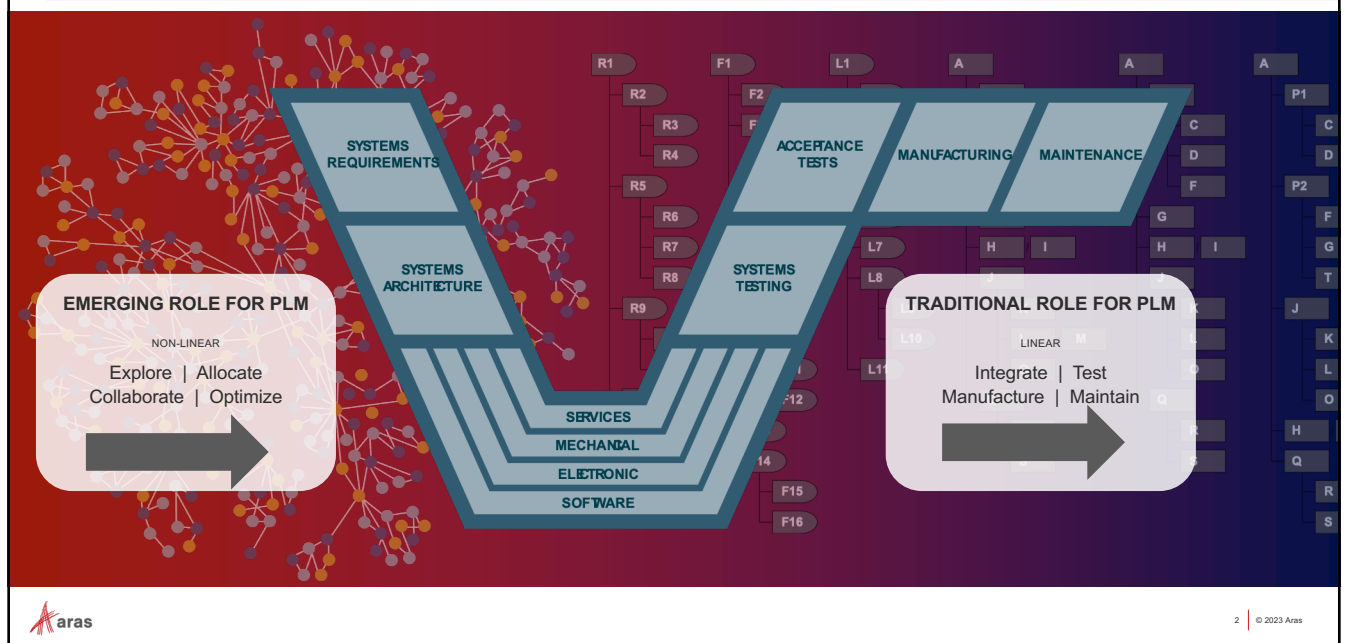 R1
F1
L1
A
A
A
R2
F2
P1
R3
C
C
R4
D
D
R5
F
P2
R6
G
F
R7
L7
H
I
H
I
G
R8
L8
J
J
T
R9
J
L10
M
L
K
L11
O
L
F12
Q
O
R
H
14
S
Q
F15
R
F16
S
SYSTEMS
REQUIREMENTS
SYSTEMS
ARCHITECTURE
SERVICES
MECHANICAL
ELECTRONIC
SOFTWARE
SYSTEMS
TESTING
ACCEPTANCE
TESTS
MANUFACTURING
MAINTENANCE
EMERGING ROLE FOR PLM
NON-LINEAR
Explore | Allocate
Collaborate | Optimize
TRADITIONAL ROLE FOR PLM
LINEAR
Integrate | Test
Manufacture | Maintain
aras
2 © 2023 Aras